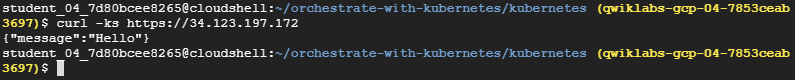 student_04_7d80bcee8265@cloudshell:~/orchestrate-with-kubernetes/kubernetes (qwiklabs-gcp-04-7853ceab
3697)$ curl -ks https://34.123.197.172
{"message":"Hello"}
student_04_7d80bcee8265@cloudshell:~/orchestrate-with-kubernetes/kubernetes (qwiklabs-gcp-04-7853ceab
3697)$